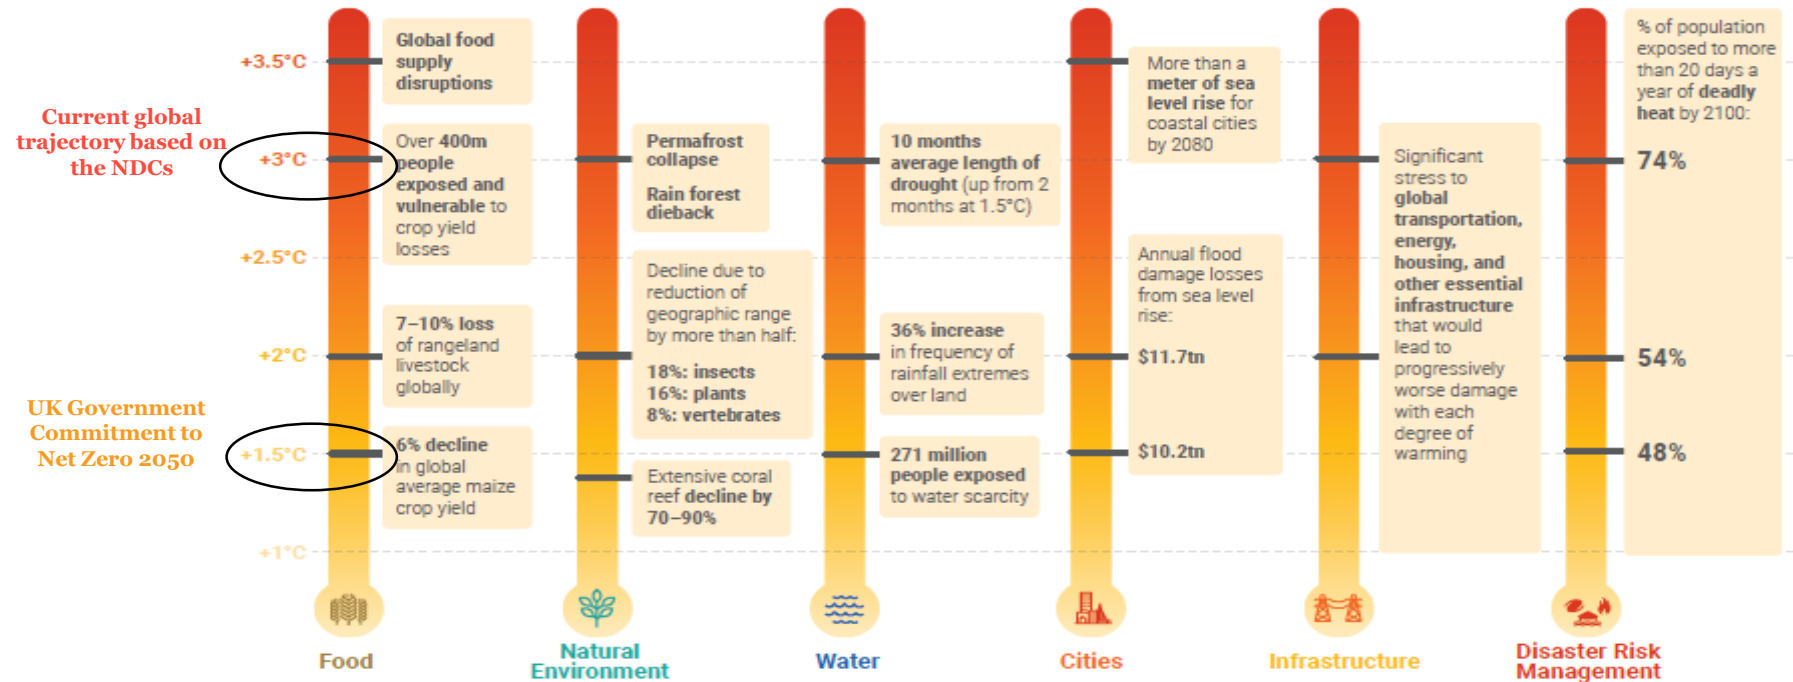 +3.5°C
Current global
trajectory based on
the NDCs
+3°C
+2.5°C
+2°C
UK Government
Commitment to
Net Zero 2050
+1.5°C
+1°C
Global food
supply
disruptions
Over 400m
people
exposed and
vulnerable to
crop yield
losses
7–10% loss
of rangeland
livestock
globally
6% decline
in global
average maize
crop yield
Food
Permafrost
collapse
Rain forest
dieback
Decline due to
reduction of
geographic range
by more than half:
18%: insects
16%: plants
8%: vertebrates
Extensive coral
reef decline by
70–90%
Natural
Environment
10 months
average length of
drought (up from 2
months at 1.5°C)
36% increase
in frequency of
rainfall extremes
over land
271 million
people exposed
to water scarcity
Water
More than a
meter of sea
level rise for
coastal cities
by 2080
Annual flood
damage losses
from sea level
rise:
$11.7tn
$10.2tn
Cities
Significant
stress to
global
transportation,
energy,
housing, and
other essential
infrastructure
that would
lead to
progressively
worse damage
with each
degree of
warming
Infrastructure
% of population
exposed to more
than 20 days a
year of deadly
heat by 2100:
74%
54%
48%
Disaster Risk
Management